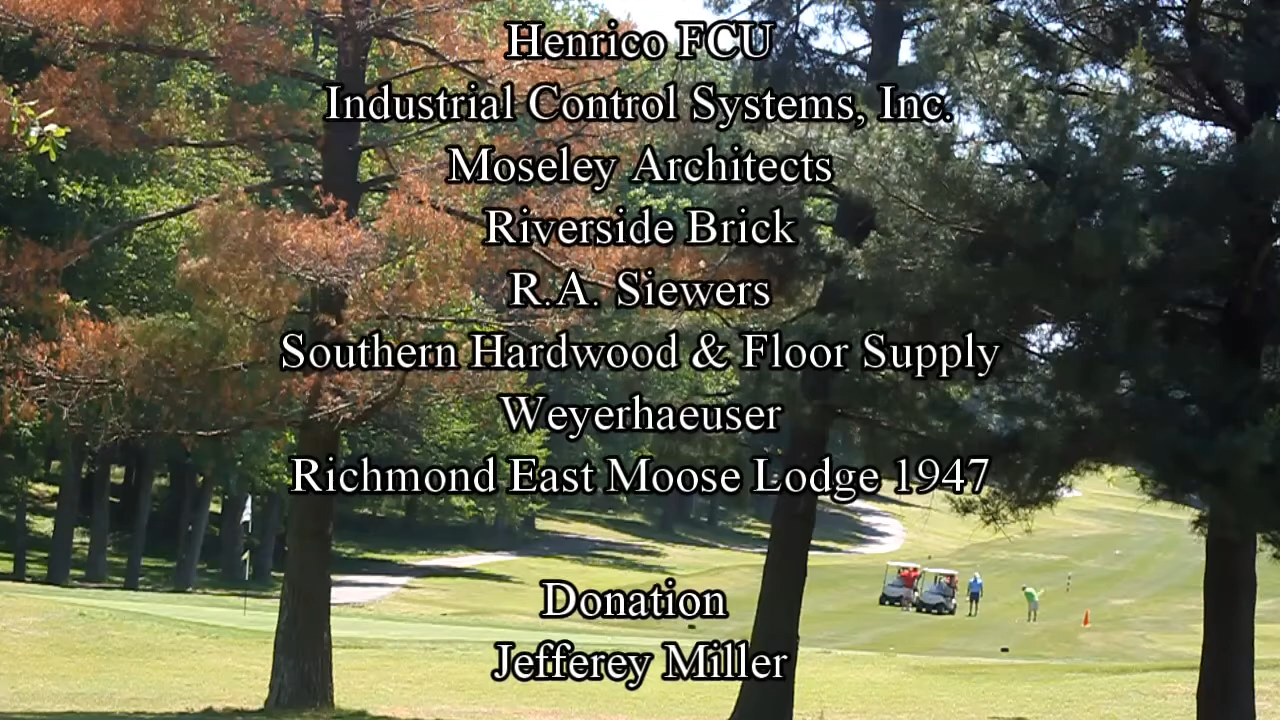 Henrico FCU
Industrial Control Systems, Inc.
Moseley Architects
Riverside Brick
R.A. Siewers
Southern Hardwood & Floor Supply
Weyerhaeuser
Richmond East Moose Lodge 1947
Donation
Jefferey Miller